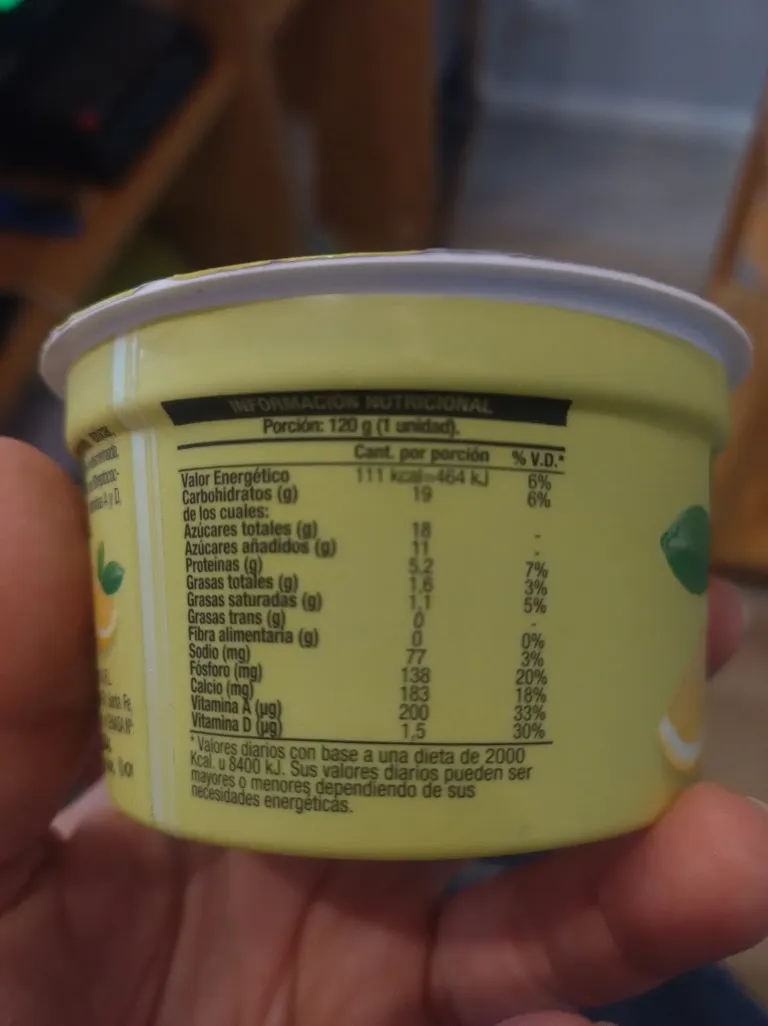 INFORMACIÓN NUTRICIONAL
Porción: 120 g (1 unidad).
Cant. por porción % V.D.*
Valor Energético 111 kcal=464 kJ 6%
Carbohidratos (g) 19 6%
de los cuales:
Azúcares totales (g) 18 -
Azúcares añadidos (g) 11 -
Proteínas (g) 5,2 7%
Grasas totales (g) 1,6 3%
Grasas saturadas (g) 1,1 5%
Grasas trans (g) 0 -
Fibra alimentaria (g) 0 0%
Sodio (mg) 77 3%
Fósforo (mg) 138 20%
Calcio (mg) 183 18%
Vitamina A (µg) 200 33%
Vitamina D (µg) 1,5 30%
* Valores diarios con base a una dieta de 2000
Kcal. u 8400 kJ. Sus valores diarios pueden ser
mayores o menores dependiendo de sus
necesidades energéticas.
A y D,
Santa Fe,